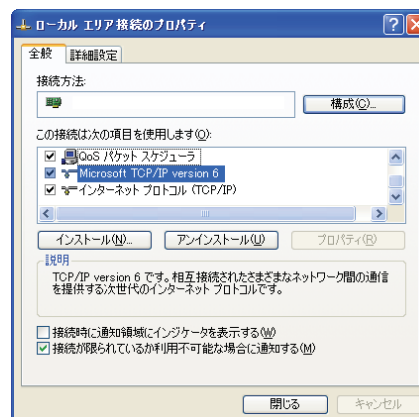 ローカル エリア接続のプロパティ
全般 詳細設定
接続方法:
構成(C)...
この接続は次の項目を使用します(O):
QoS パケット スケジューラ
Microsoft TCP/IP version 6
インターネット プロトコル (TCP/IP)
インストール(N)... アンインストール(U) プロパティ(R)
説明
TCP/IP version 6 です。相互接続されたさまざまなネットワーク間の通信
を提供する次世代のインターネット プロトコルです。
接続時に通知領域にインジケータを表示する(W)
接続が限られているか利用不可能な場合に通知する(M)
閉じる キャンセル